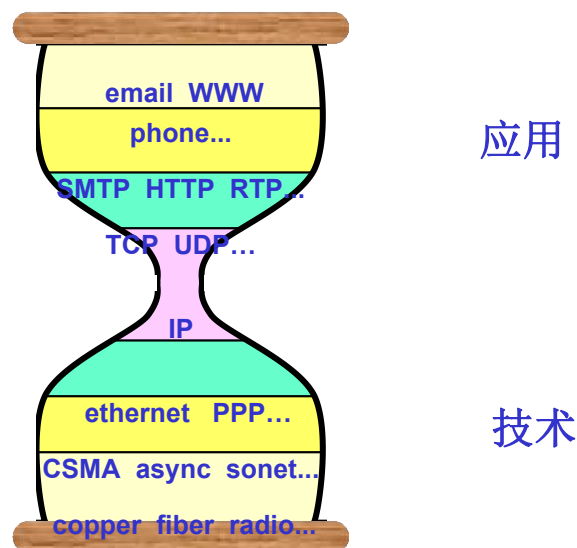 email WWW
phone...
应用
SMTP HTTP RTP...
TCP UDP…
IP
ethernet PPP…
技术
CSMA async sonet...
copper fiber radio...